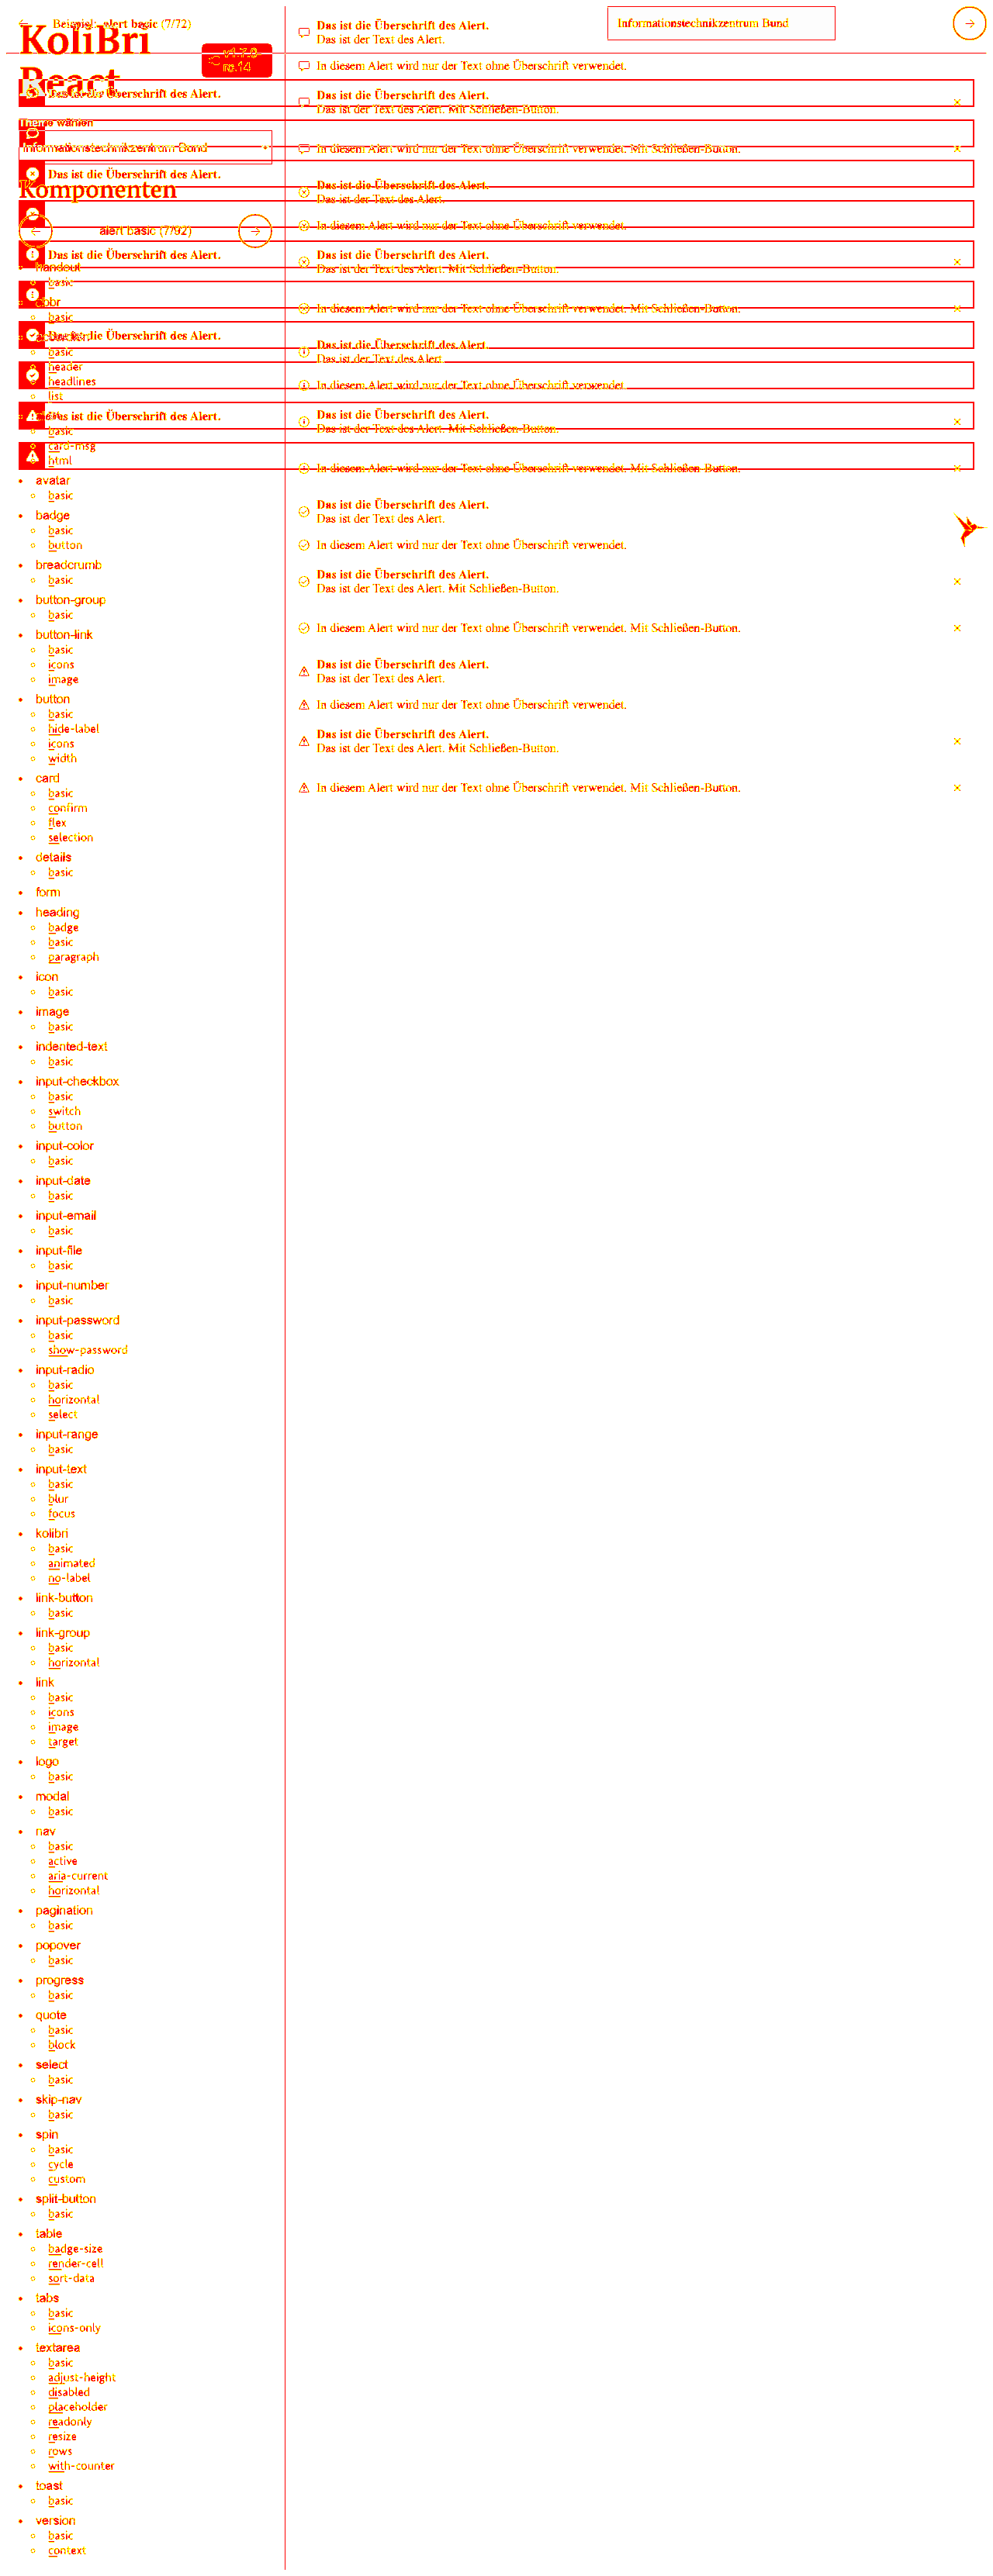 Beispiel: alert basic (7/72)
KoliBri
React
Theme wählen
Informationstechnikzentrum Bund
Komponenten
alert basic (7/92)
handout
basic
abbr
basic
basic
header
headlines
list
basic
card-msg
html
avatar
basic
badge
basic
button
breadcrumb
basic
button-group
basic
button-link
basic
icons
image
button
basic
hide-label
icons
width
card
basic
confirm
flex
selection
details
basic
form
heading
badge
basic
paragraph
icon
basic
image
basic
indented-text
basic
input-checkbox
basic
switch
button
input-color
basic
input-date
basic
input-email
basic
input-file
basic
input-number
basic
input-password
basic
show-password
input-radio
basic
horizontal
select
input-range
basic
input-text
basic
blur
focus
kolibri
basic
animated
no-label
link-button
basic
link-group
basic
horizontal
link
basic
icons
image
target
logo
basic
modal
basic
nav
basic
active
aria-current
horizontal
pagination
basic
popover
basic
progress
basic
quote
basic
block
select
basic
skip-nav
basic
spin
basic
cycle
custom
split-button
basic
table
badge-size
render-cell
sort-data
tabs
basic
icons-only
textarea
basic
adjust-height
disabled
placeholder
readonly
resize
rows
with-counter
toast
basic
version
basic
context
Das ist die Überschrift des Alert.
Das ist die Überschrift des Alert.
Das ist die Überschrift des Alert.
die Überschrift des Alert.
Das ist die Überschrift des Alert.
Informationstechnikzentrum Bund
Das ist die Überschrift des Alert.
Das ist der Text des Alert.
In diesem Alert wird nur der Text ohne Überschrift verwendet.
Das ist die Überschrift des Alert.
Das ist der Text des Alert. Mit Schließen-Button.
In diesem Alert wird nur der Text ohne Überschrift verwendet. Mit Schließen-Button.
Das ist die Überschrift des Alert.
Das ist der Text des Alert.
In diesem Alert wird nur der Text ohne Überschrift verwendet.
Das ist die Überschrift des Alert.
Das ist der Text des Alert. Mit Schließen-Button.
In diesem Alert wird nur der Text ohne Überschrift verwendet. Mit Schließen-Button.
Das ist die Überschrift des Alert.
Das ist der Text des Alert.
In diesem Alert wird nur der Text ohne Überschrift verwendet.
Das ist die Überschrift des Alert.
Das ist der Text des Alert. Mit Schließen-Button.
In diesem Alert wird nur der Text ohne Überschrift verwendet. Mit Schließen-Button.
Das ist die Überschrift des Alert.
Das ist der Text des Alert.
In diesem Alert wird nur der Text ohne Überschrift verwendet.
Das ist die Überschrift des Alert.
Das ist der Text des Alert. Mit Schließen-Button.
In diesem Alert wird nur der Text ohne Überschrift verwendet. Mit Schließen-Button.
Das ist die Überschrift des Alert.
Das ist der Text des Alert.
In diesem Alert wird nur der Text ohne Überschrift verwendet.
Das ist die Überschrift des Alert.
Das ist der Text des Alert. Mit Schließen-Button.
In diesem Alert wird nur der Text ohne Überschrift verwendet. Mit Schließen-Button.